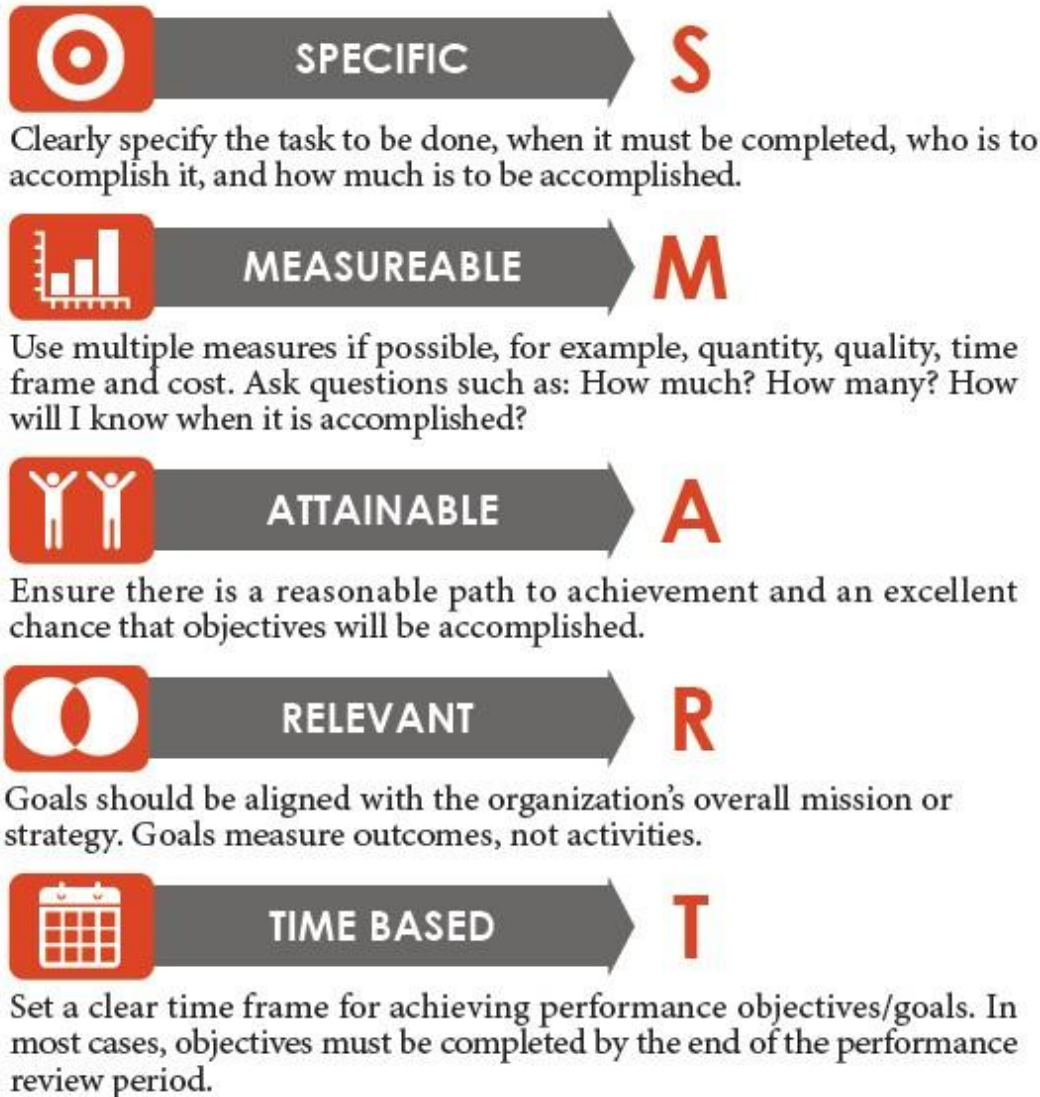 SPECIFIC S
Clearly specify the task to be done, when it must be completed, who is to
accomplish it, and how much is to be accomplished.
MEASUREABLE M
Use multiple measures if possible, for example, quantity, quality, time
frame and cost. Ask questions such as: How much? How many? How
will I know when it is accomplished?
ATTAINABLE A
Ensure there is a reasonable path to achievement and an excellent
chance that objectives will be accomplished.
RELEVANT R
Goals should be aligned with the organization's overall mission or
strategy. Goals measure outcomes, not activities.
TIME BASED T
Set a clear time frame for achieving performance objectives/goals. In
most cases, objectives must be completed by the end of the performance
review period.